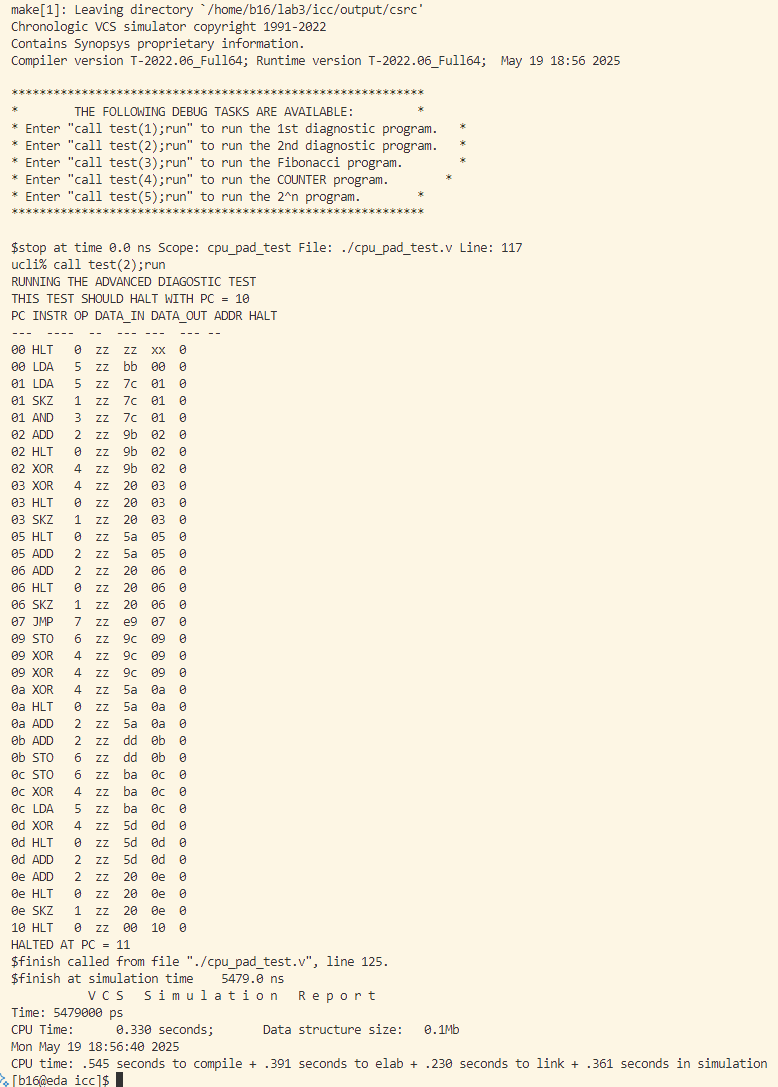 make[1]: Leaving directory `/home/b16/lab3/icc/output/csrc'
Chronologic VCS simulator copyright 1991-2022
Contains Synopsys proprietary information.
Compiler version T-2022.06_Full64; Runtime version T-2022.06_Full64;  May 19 18:56 2025

***********************************************************
*        THE FOLLOWING DEBUG TASKS ARE AVAILABLE:         *
* Enter "call test(1);run" to run the 1st diagnostic program.   *
* Enter "call test(2);run" to run the 2nd diagnostic program.   *
* Enter "call test(3);run" to run the Fibonacci program.        *
* Enter "call test(4);run" to run the COUNTER program.        *
* Enter "call test(5);run" to run the 2^n program.        *
***********************************************************

$stop at time 0.0 ns Scope: cpu_pad_test File: ./cpu_pad_test.v Line: 117
ucli% call test(2);run
RUNNING THE ADVANCED DIAGOSTIC TEST
THIS TEST SHOULD HALT WITH PC = 10
PC INSTR OP DATA_IN DATA_OUT ADDR HALT
---  ----  --  --- ---  --- --
00 HLT   0  zz  zz  xx  0
00 LDA   5  zz  bb  00  0
01 LDA   5  zz  7c  01  0
01 SKZ   1  zz  7c  01  0
01 AND   3  zz  7c  01  0
02 ADD   2  zz  9b  02  0
02 HLT   0  zz  9b  02  0
02 XOR   4  zz  9b  02  0
03 XOR   4  zz  20  03  0
03 HLT   0  zz  20  03  0
03 SKZ   1  zz  20  03  0
05 HLT   0  zz  5a  05  0
05 ADD   2  zz  5a  05  0
06 ADD   2  zz  20  06  0
06 HLT   0  zz  20  06  0
06 SKZ   1  zz  20  06  0
07 JMP   7  zz  e9  07  0
09 STO   6  zz  9c  09  0
09 XOR   4  zz  9c  09  0
09 XOR   4  zz  9c  09  0
0a XOR   4  zz  5a  0a  0
0a HLT   0  zz  5a  0a  0
0a ADD   2  zz  5a  0a  0
0b ADD   2  zz  dd  0b  0
0b STO   6  zz  dd  0b  0
0c STO   6  zz  ba  0c  0
0c XOR   4  zz  ba  0c  0
0c LDA   5  zz  ba  0c  0
0d XOR   4  zz  5d  0d  0
0d HLT   0  zz  5d  0d  0
0d ADD   2  zz  5d  0d  0
0e ADD   2  zz  20  0e  0
0e HLT   0  zz  20  0e  0
0e SKZ   1  zz  20  0e  0
10 HLT   0  zz  00  10  0
HALTED AT PC = 11
$finish called from file "./cpu_pad_test.v", line 125.
$finish at simulation time    5479.0 ns
           V C S   S i m u l a t i o n   R e p o r t
Time: 5479000 ps
CPU Time:      0.330 seconds;       Data structure size:   0.1Mb
Mon May 19 18:56:40 2025
CPU time: .545 seconds to compile + .391 seconds to elab + .230 seconds to link + .361 seconds in simulation
[b16@eda icc]$